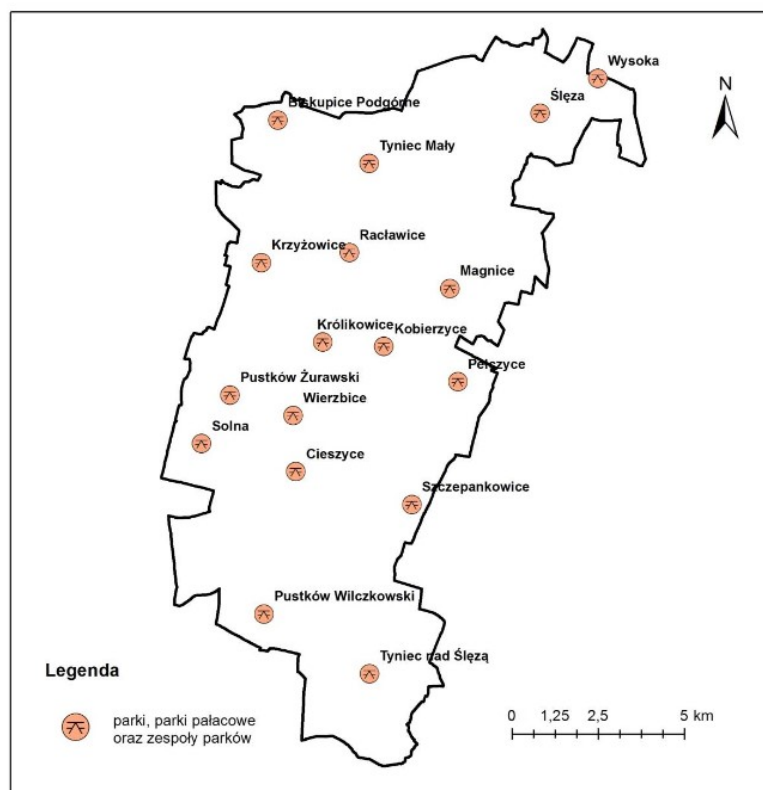 Wysoka
N
Ślęza
Biskupice Podgórne
Tyniec Mały
Racławice
Krzyżowice
Magnice
Królikowice
Kobierzyce
Pełczyce
Pustków Żurawski
Wierzbice
Solna
Cieszyce
Szczepankowice
Pustków Wilczkowski
Tyniec nad Ślęzą
Legenda
parki, parki pałacowe
oraz zespoły parków
0 1,25 2,5 5 km